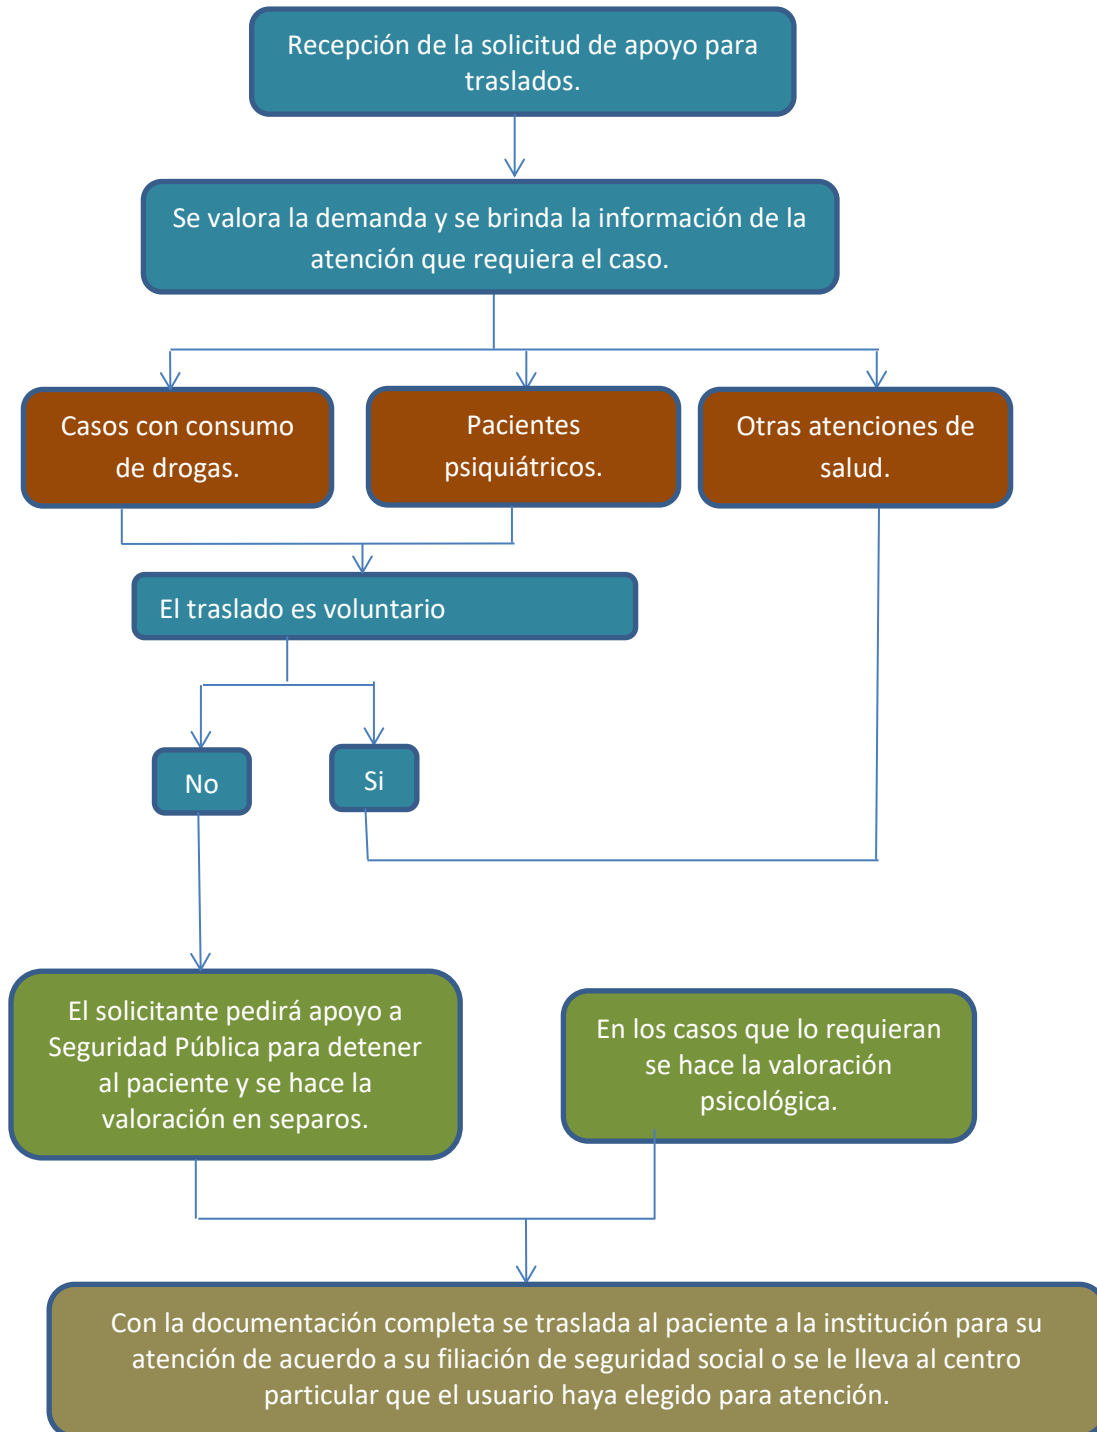 Recepción de la solicitud de apoyo para
traslados.
Se valora la demanda y se brinda la información de la
atención que requiera el caso.
Casos con consumo
de drogas.
Pacientes
psiquiátricos.
Otras atenciones de
salud.
El traslado es voluntario
No
Si
El solicitante pedirá apoyo a
Seguridad Pública para detener
al paciente y se hace la
valoración en separos.
En los casos que lo requieran
se hace la valoración
psicológica.
Con la documentación completa se traslada al paciente a la institución para su
atención de acuerdo a su filiación de seguridad social o se le lleva al centro
particular que el usuario haya elegido para atención.